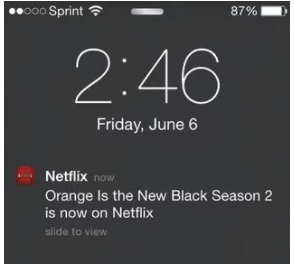 Sprint 87%
2:46
Friday, June 6
Netflix now
Orange Is the New Black Season 2
is now on Netflix
slide to view